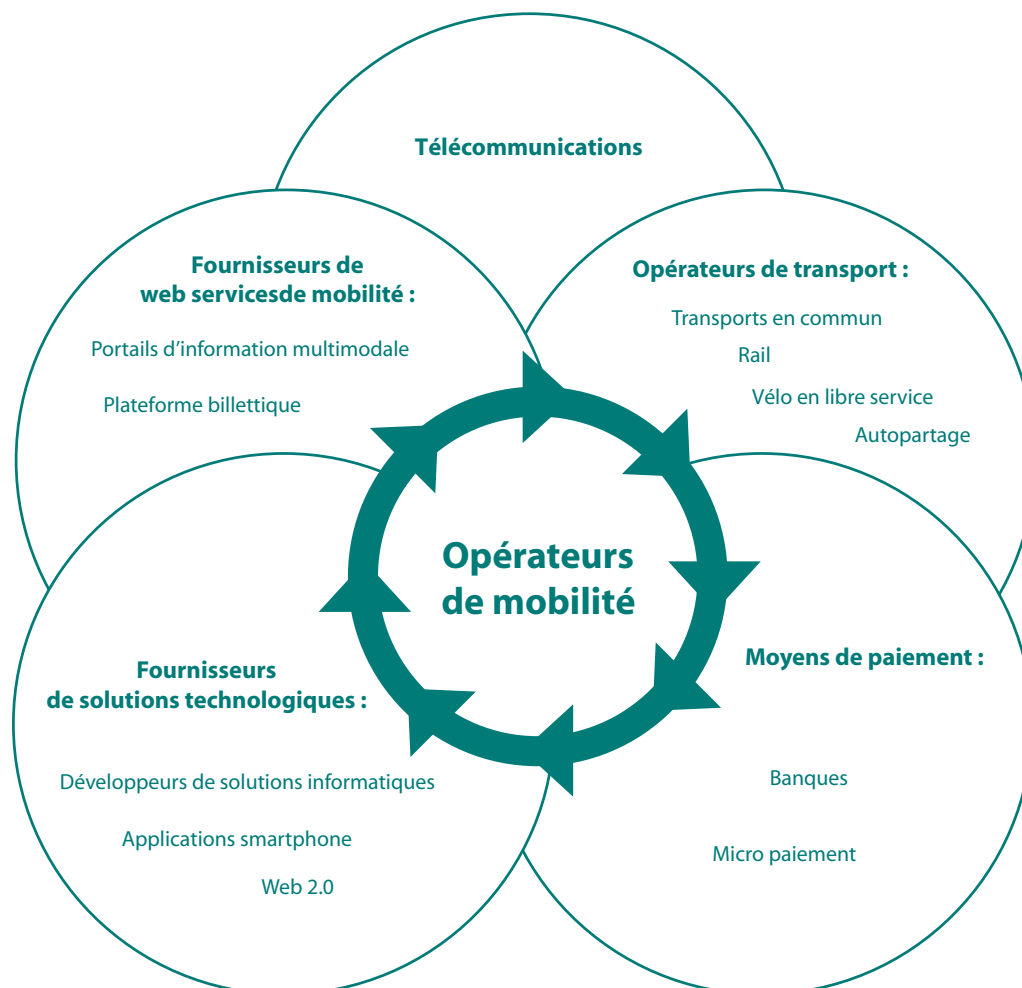 Télécommunications
Fournisseurs de
web servicesde mobilité :
Portails d’information multimodale
Plateforme billettique
Opérateurs de transport :
Transports en commun
Rail
Vélo en libre service
Autopartage
Opérateurs
de mobilité
Fournisseurs
de solutions technologiques :
Développeurs de solutions informatiques
Applications smartphone
Web 2.0
Moyens de paiement :
Banques
Micro paiement